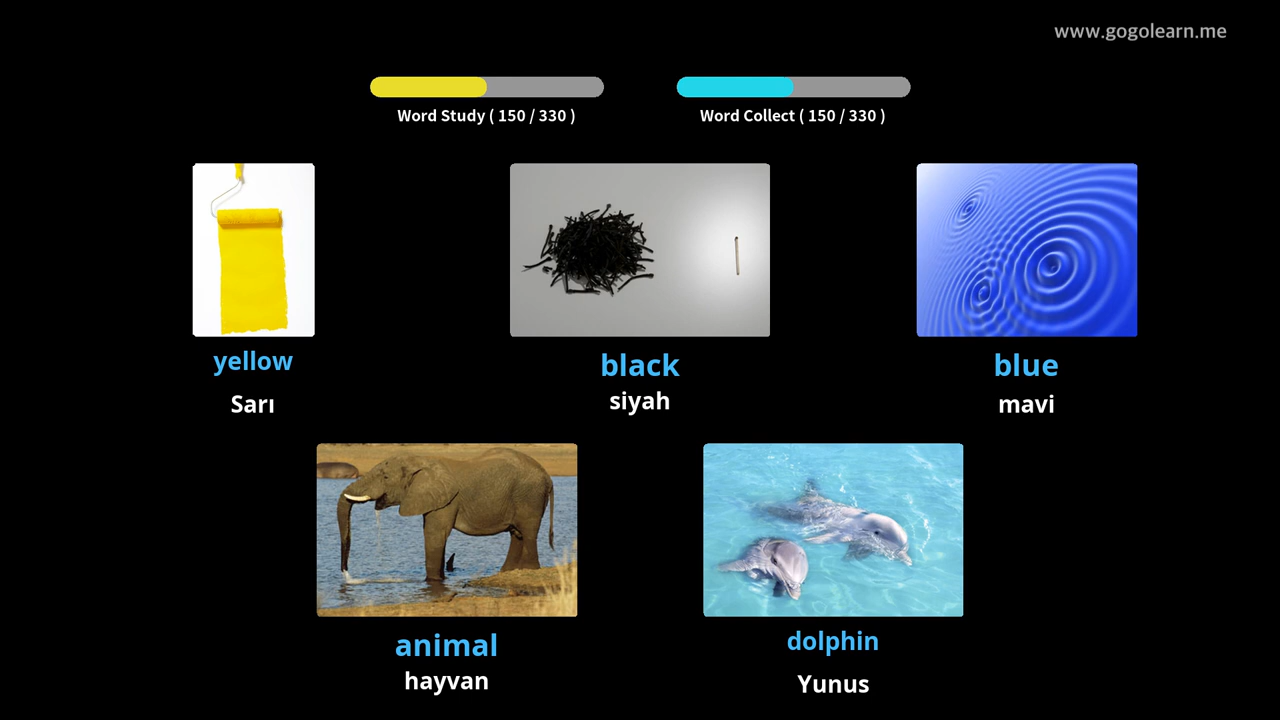 www.gogolearn.me
Word Study ( 150 / 330 )
Word Collect ( 150 / 330 )
yellow
Sarı
black
siyah
blue
mavi
animal
hayvan
dolphin
Yunus